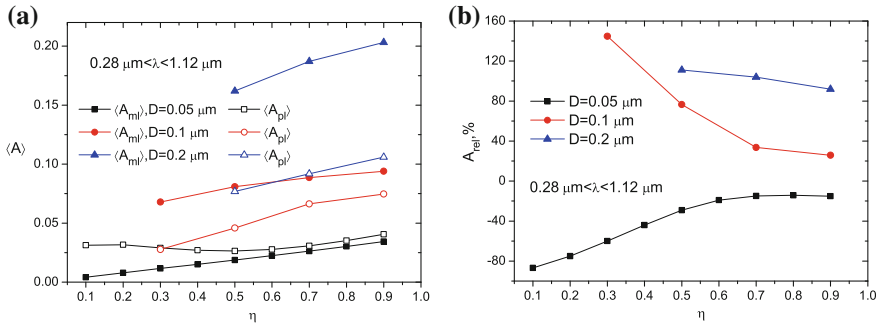 (a)
0.20
0.15
0.10
0.05
0.00
⟨A⟩
0.28 μm<λ<1.12 μm
⟨A_ml⟩,D=0.05 μm ⟨A_pl⟩
⟨A_ml⟩,D=0.1 μm ⟨A_pl⟩
⟨A_ml⟩,D=0.2 μm ⟨A_pl⟩
0.1 0.2 0.3 0.4 0.5 0.6 0.7 0.8 0.9 1.0
η
(b)
160
120
80
40
0
-40
-80
A_rel,%
D=0.05 μm
D=0.1 μm
D=0.2 μm
0.28 μm<λ<1.12 μm
0.1 0.2 0.3 0.4 0.5 0.6 0.7 0.8 0.9 1.0
η